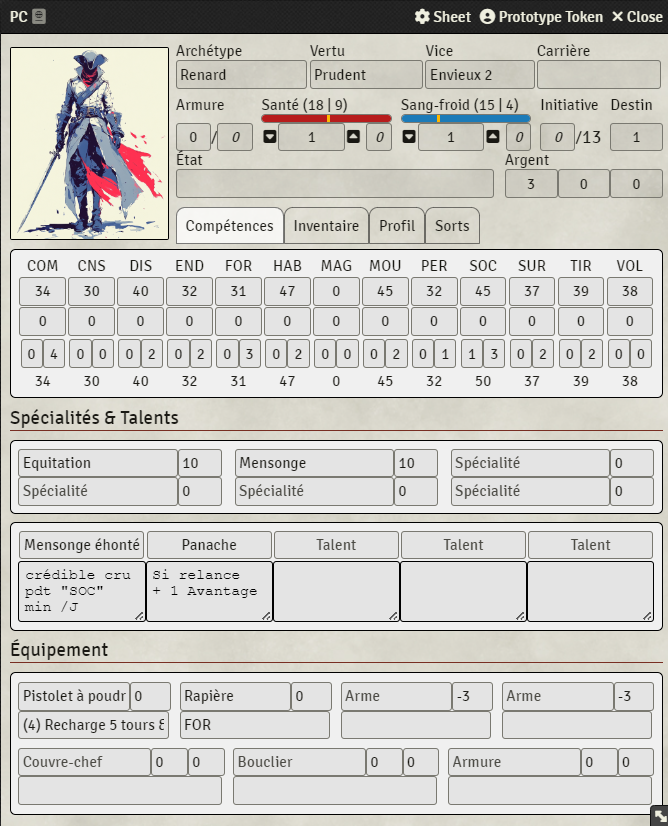 PC Sheet Prototype Token Close
Archétype Vertu Vice Carrière
Renard Prudent Envieux 2
Armure Santé (18 | 9) Sang-froid (15 | 4) Initiative Destin
0 / 0 1 0 1 0 0 /13 1
État Argent
3 0 0
Compétences Inventaire Profil Sorts
COM CNS DIS END FOR HAB MAG MOU PER SOC SUR TIR VOL
34 30 40 32 31 47 0 45 32 45 37 39 38
0 0 0 0 0 0 0 0 0 0 0 0 0
0 4 0 0 0 2 0 2 0 3 0 2 0 0 0 2 0 1 1 3 0 2 0 2 0 0
34 30 40 32 31 47 0 45 32 50 37 39 38
Spécialités & Talents
Equitation 10 Mensonge 10 Spécialité 0
Spécialité 0 Spécialité 0 Spécialité 0
Mensonge éhonté Panache Talent Talent Talent
crédible cru Si relance
pdt "SOC" + 1 Avantage
min /J
Équipement
Pistolet à poudr 0 Rapière 0 Arme -3 Arme -3
(4) Recharge 5 tours & FOR
Couvre-chef 0 0 Bouclier 0 0 Armure 0 0